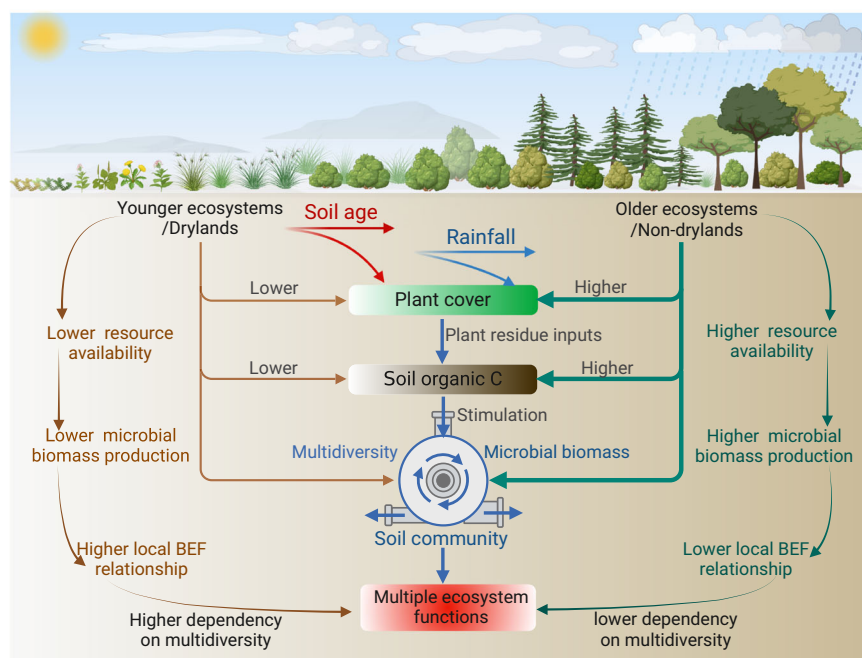 Younger ecosystems
/Drylands
Soil age
Rainfall
Older ecosystems
/Non-drylands
Lower
Plant cover
Higher
Lower resource
availability
Plant residue inputs
Higher resource
availability
Lower
Soil organic C
Higher
Stimulation
Lower microbial
biomass production
Multidiversity
Microbial biomass
Higher microbial
biomass production
Soil community
Higher local BEF
relationship
Lower local BEF
relationship
Multiple ecosystem
functions
Higher dependency
on multidiversity
lower dependency
on multidiversity